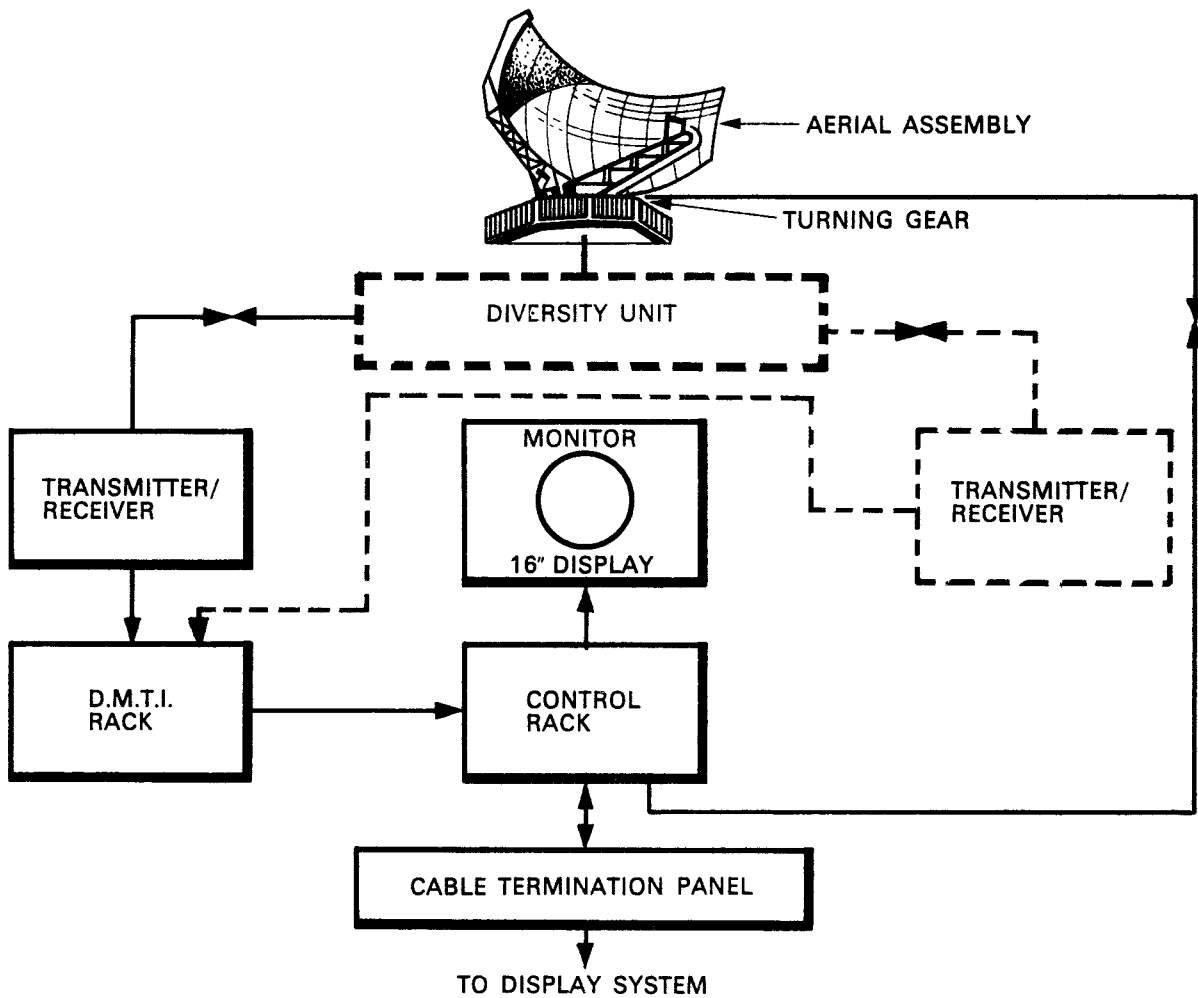 AERIAL ASSEMBLY
TURNING GEAR
DIVERSITY UNIT
MONITOR
16" DISPLAY
TRANSMITTER/
RECEIVER
TRANSMITTER/
RECEIVER
D.M.T.I.
RACK
CONTROL
RACK
CABLE TERMINATION PANEL
TO DISPLAY SYSTEM